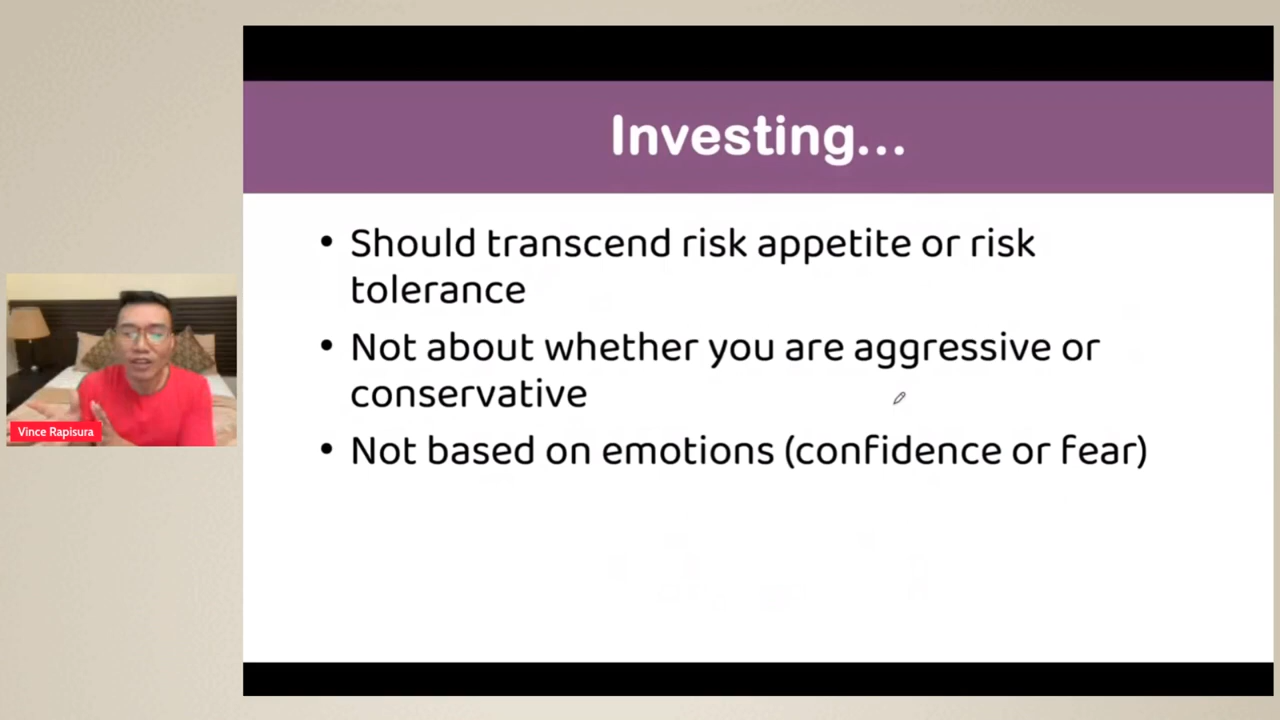 Investing...
• Should transcend risk appetite or risk
tolerance
• Not about whether you are aggressive or
conservative
• Not based on emotions (confidence or fear)
Vince Rapisura